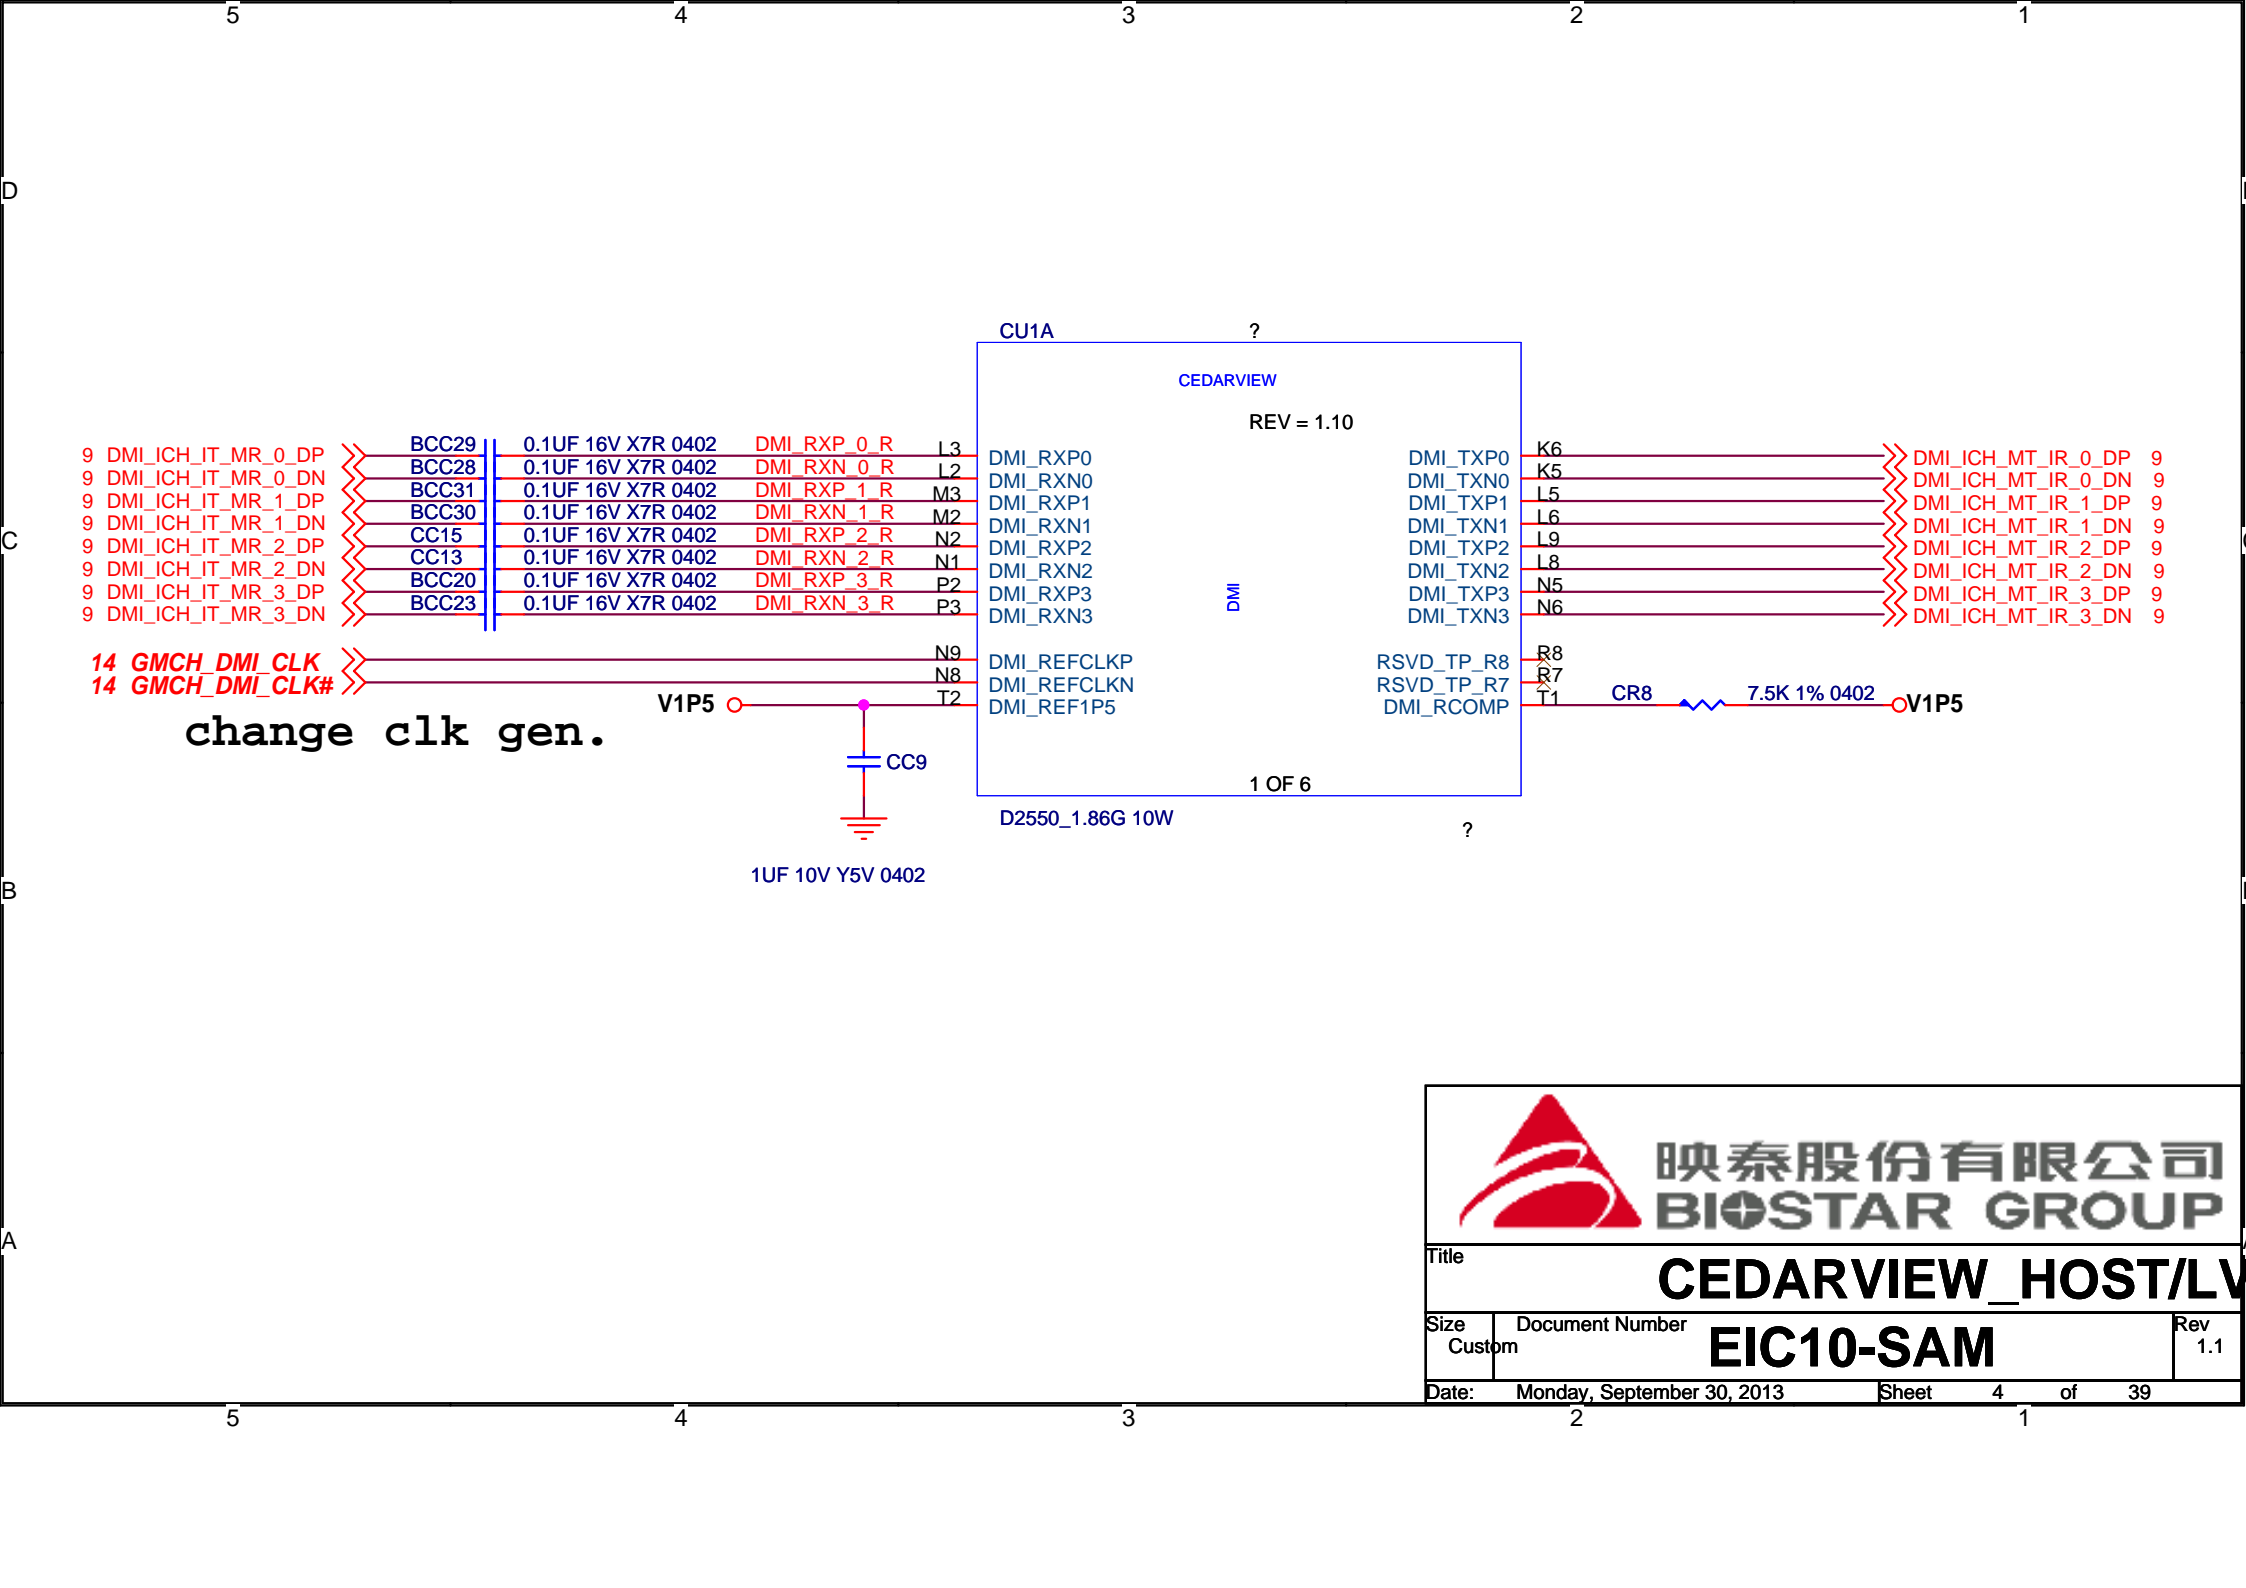 5 4 3 2 1
D
CU1A ?
CEDARVIEW
REV = 1.10
9 DMI_ICH_IT_MR_0_DP BCC29 0.1UF 16V X7R 0402 DMI_RXP_0_R L3 DMI_RXP0 DMI_TXP0 K6 DMI_ICH_MT_IR_0_DP 9
9 DMI_ICH_IT_MR_0_DN BCC28 0.1UF 16V X7R 0402 DMI_RXN_0_R L2 DMI_RXN0 DMI_TXN0 K5 DMI_ICH_MT_IR_0_DN 9
9 DMI_ICH_IT_MR_1_DP BCC31 0.1UF 16V X7R 0402 DMI_RXP_1_R M3 DMI_RXP1 DMI_TXP1 L5 DMI_ICH_MT_IR_1_DP 9
9 DMI_ICH_IT_MR_1_DN BCC30 0.1UF 16V X7R 0402 DMI_RXN_1_R M2 DMI_RXN1 DMI_TXN1 L6 DMI_ICH_MT_IR_1_DN 9
C
9 DMI_ICH_IT_MR_2_DP CC15 0.1UF 16V X7R 0402 DMI_RXP_2_R N2 DMI_RXP2 DMI_TXP2 L9 DMI_ICH_MT_IR_2_DP 9
9 DMI_ICH_IT_MR_2_DN CC13 0.1UF 16V X7R 0402 DMI_RXN_2_R N1 DMI_RXN2 DMI_TXN2 L8 DMI_ICH_MT_IR_2_DN 9
9 DMI_ICH_IT_MR_3_DP BCC20 0.1UF 16V X7R 0402 DMI_RXP_3_R P2 DMI_RXP3 DMI_TXP3 N5 DMI_ICH_MT_IR_3_DP 9
9 DMI_ICH_IT_MR_3_DN BCC23 0.1UF 16V X7R 0402 DMI_RXN_3_R P3 DMI_RXN3 DMI_TXN3 N6 DMI_ICH_MT_IR_3_DN 9
DMI
14 GMCH_DMI_CLK N9 DMI_REFCLKP RSVD_TP_R8 R8
14 GMCH_DMI_CLK# N8 DMI_REFCLKN RSVD_TP_R7 R7
V1P5 T2 DMI_REF1P5 DMI_RCOMP T1 CR8 7.5K 1% 0402 V1P5
change clk gen.
CC9
1 OF 6
D2550_1.86G 10W
?
1UF 10V Y5V 0402
B
映泰股份有限公司
BIOSTAR GROUP
A
Title
CEDARVIEW_HOST/LV
Size
Custom
Document Number
EIC10-SAM
Rev
1.1
Date: Monday, September 30, 2013 Sheet 4 of 39
5 4 3 2 1